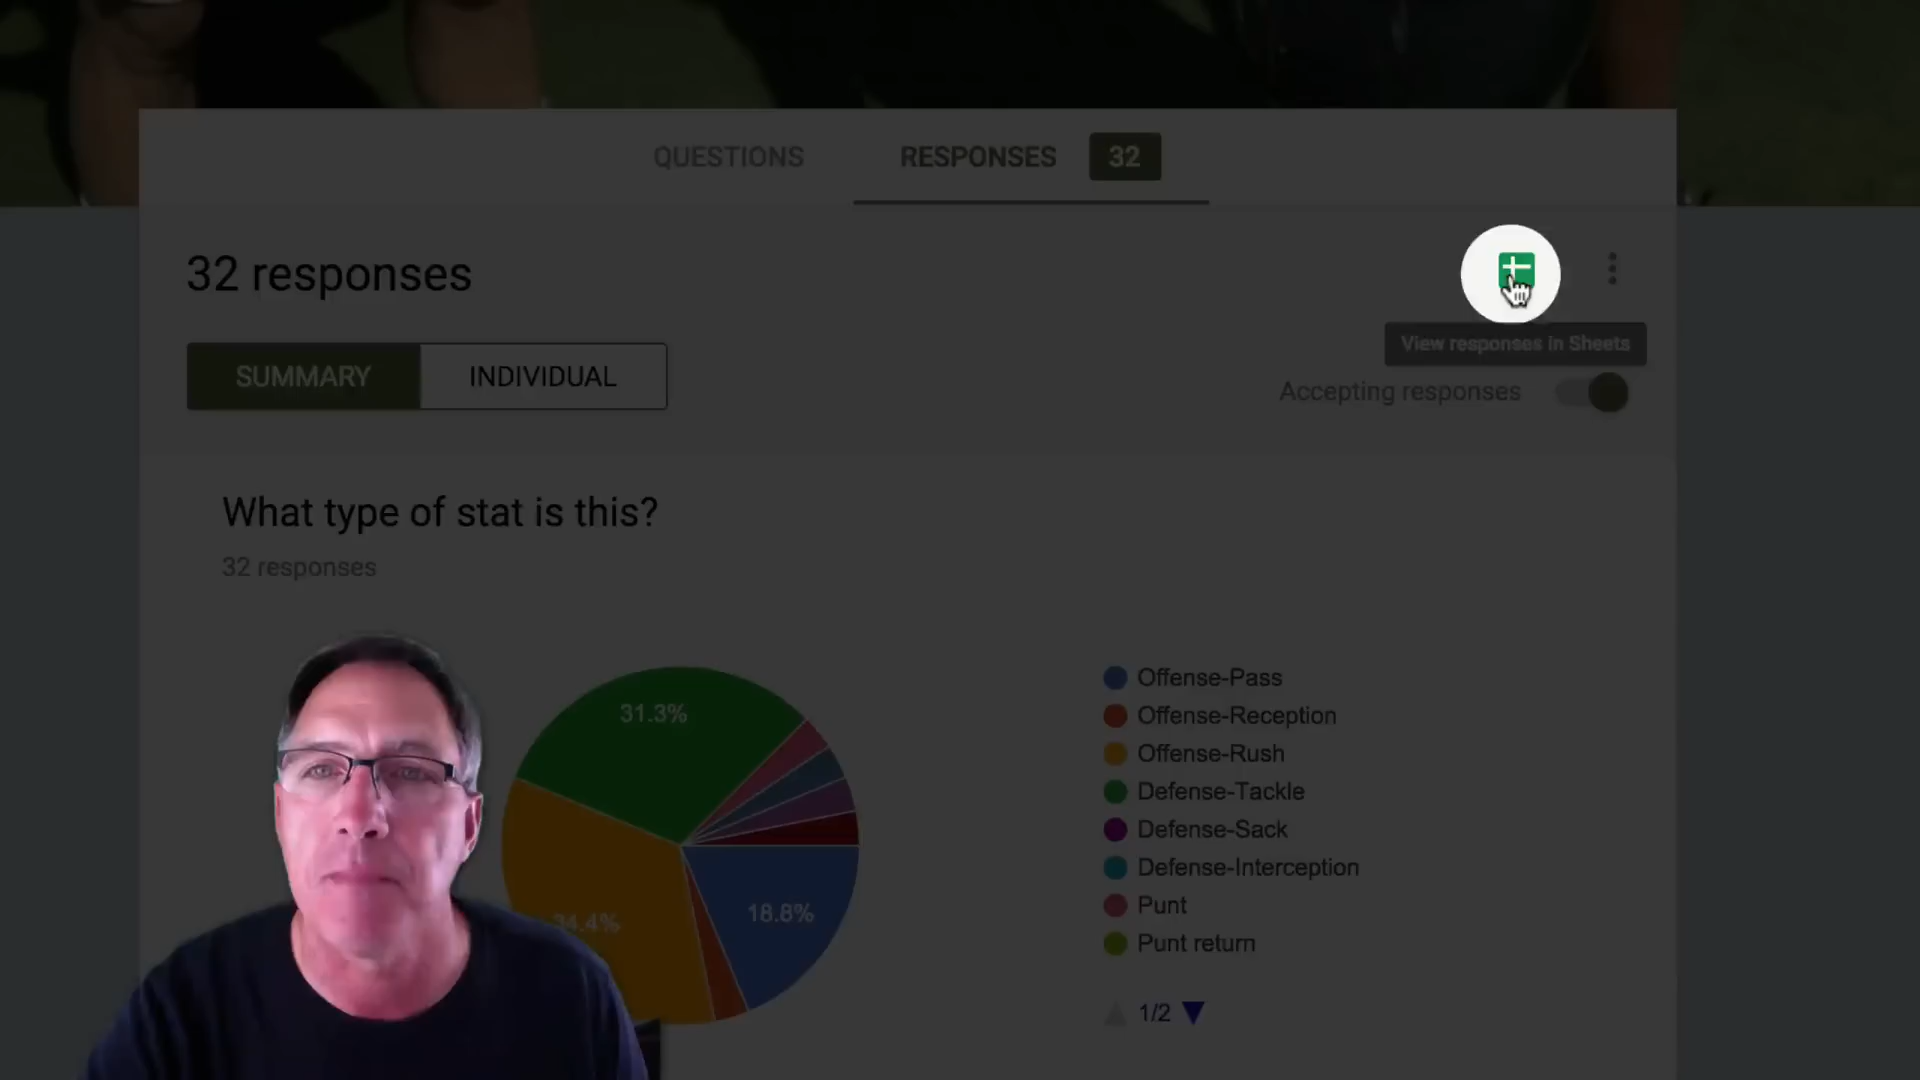 QUESTIONS RESPONSES 32
32 responses
View responses in Sheets
SUMMARY INDIVIDUAL
Accepting responses
What type of stat is this?
32 responses
31.3%
34.4%
18.8%
Offense-Pass
Offense-Reception
Offense-Rush
Defense-Tackle
Defense-Sack
Defense-Interception
Punt
Punt return
1/2